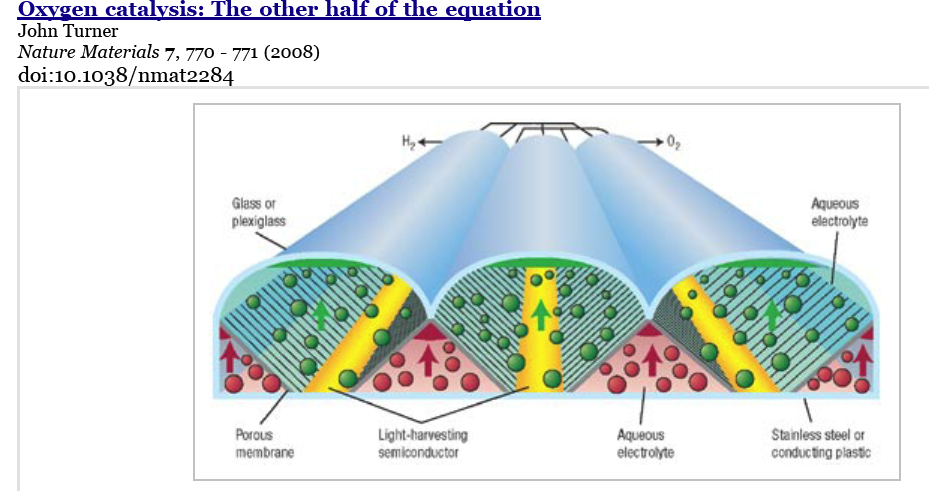 Oxygen catalysis: The other half of the equation
John Turner
Nature Materials 7, 770 - 771 (2008)
doi:10.1038/nmat2284
H2
O2
Glass or
plexiglass
Aqueous
electrolyte
Porous
membrane
Light-harvesting
semiconductor
Aqueous
electrolyte
Stainless steel or
conducting plastic